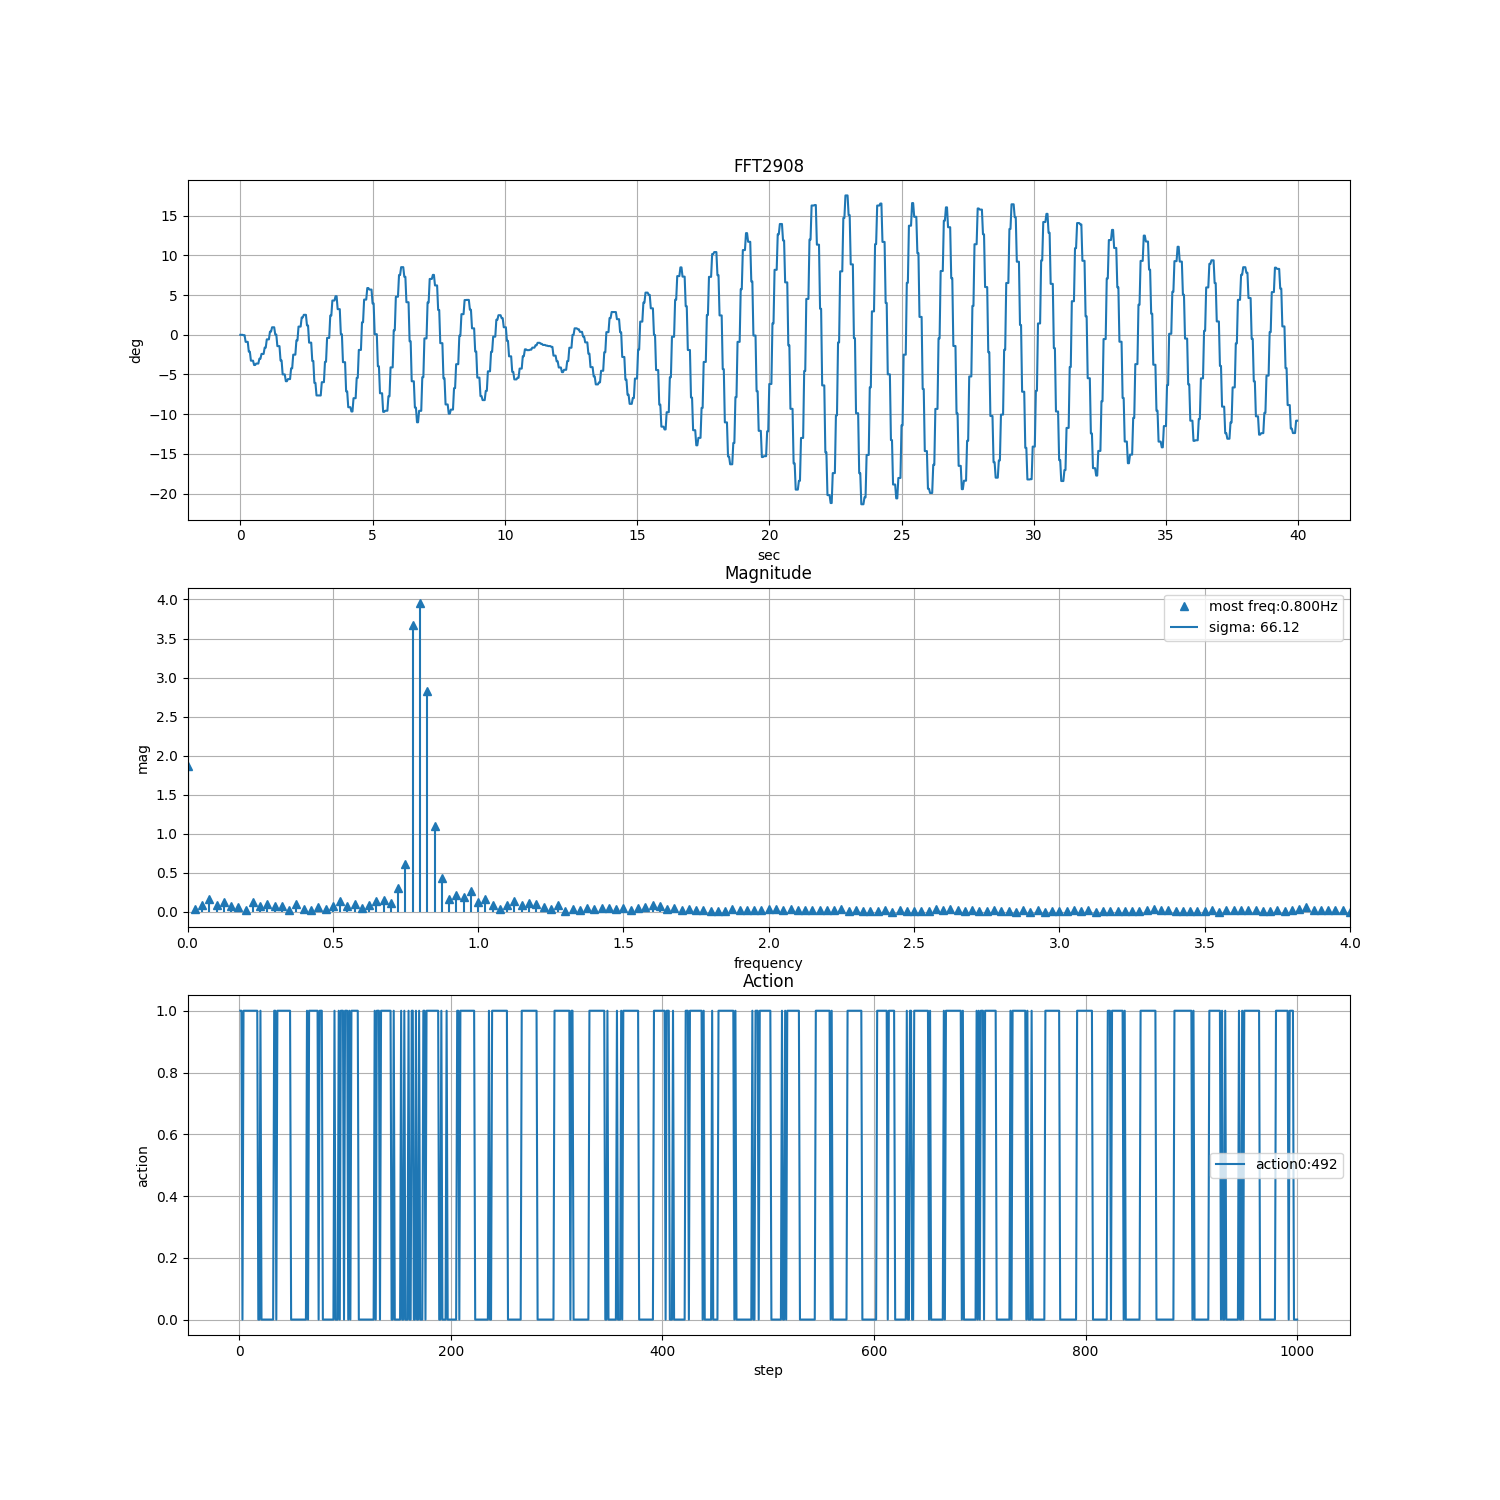 FFT2908
15
10
5
0
−5
−10
−15
−20
deg
0 5 10 15 20 25 30 35 40
sec
Magnitude
4.0
3.5
3.0
2.5
2.0
1.5
1.0
0.5
0.0
mag
most freq:0.800Hz
sigma: 66.12
0.0 0.5 1.0 1.5 2.0 2.5 3.0 3.5 4.0
frequency
Action
1.0
0.8
0.6
0.4
0.2
0.0
action
action0:492
0 200 400 600 800 1000
step